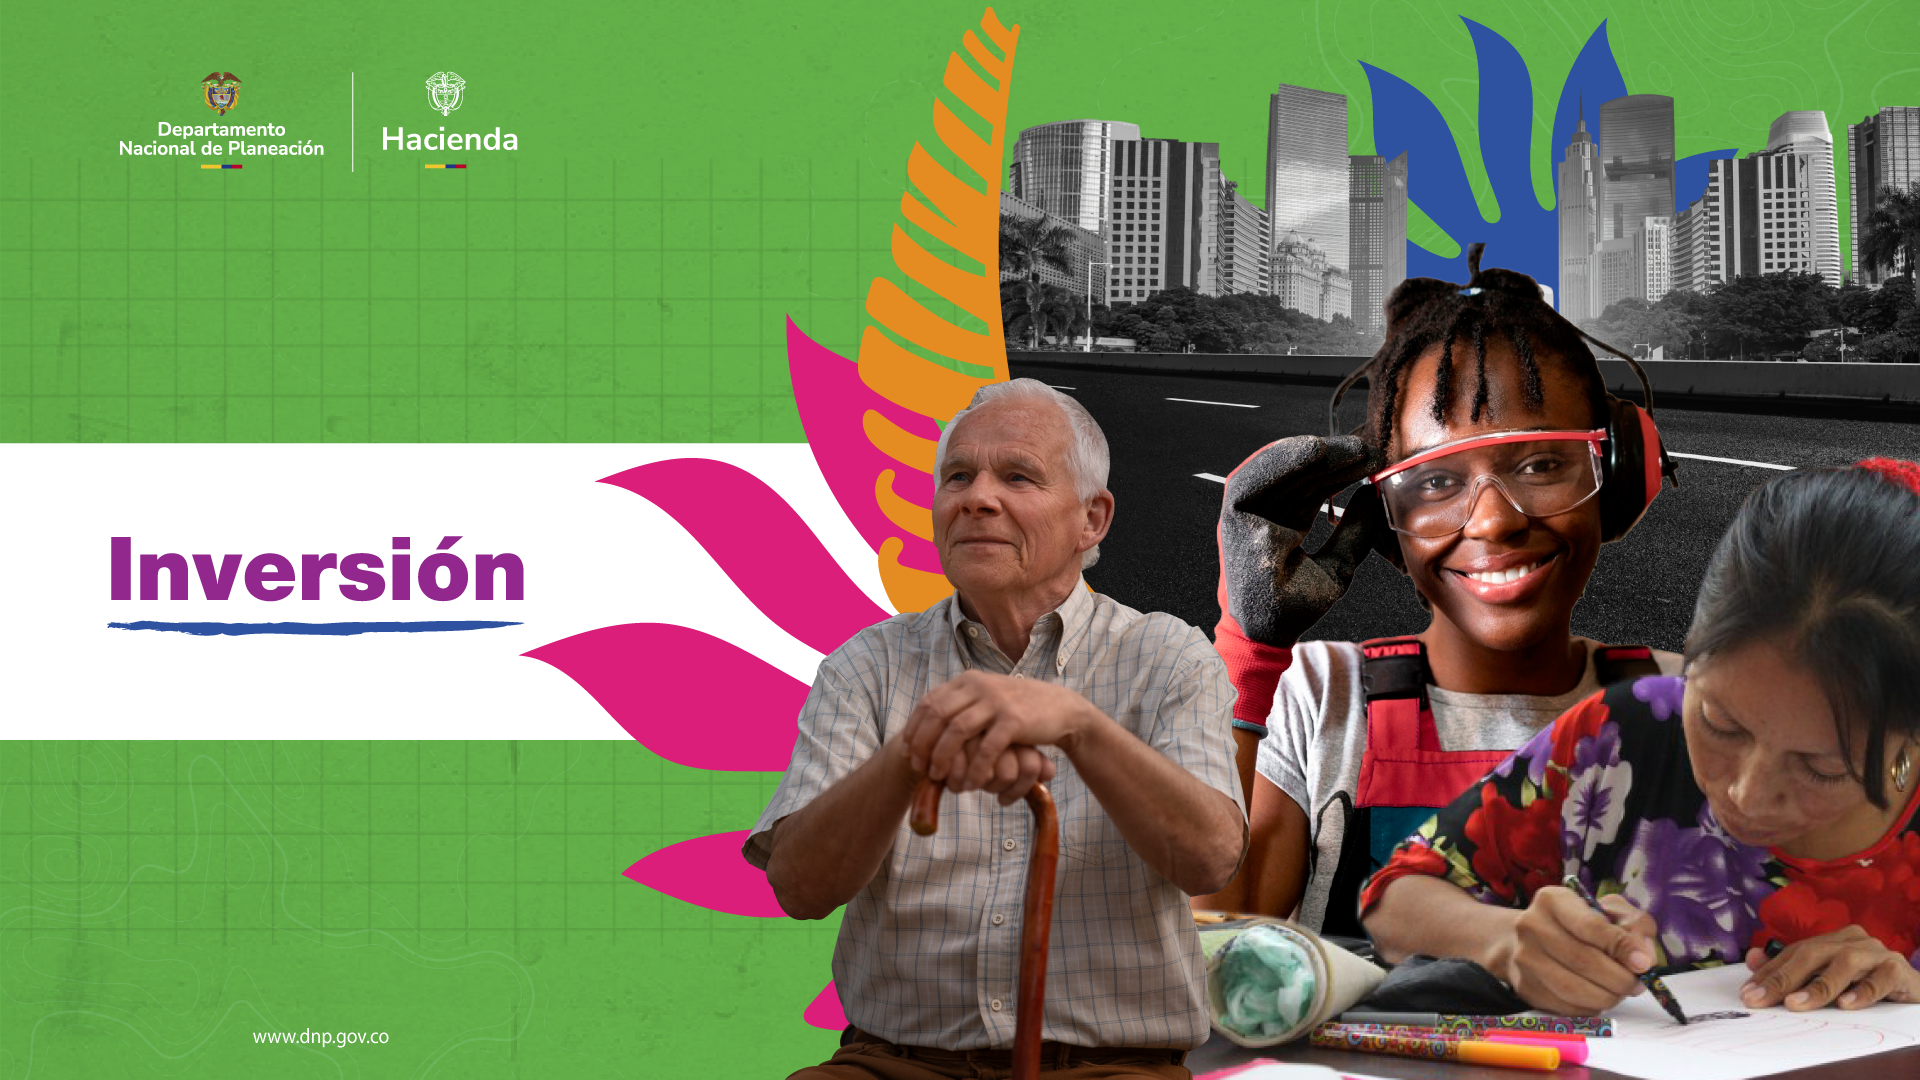 Departamento
Nacional de Planeación
Hacienda
Inversión
www.dnp.gov.co